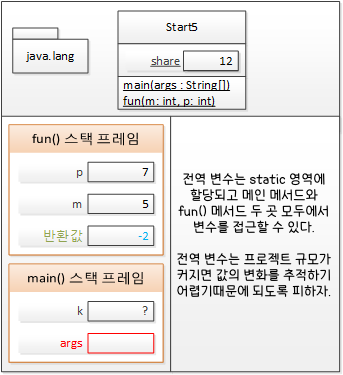 Start5
java.lang
share 12
main(args : String[])
fun(m: int, p: int)
fun() 스택 프레임
p 7
m 5
반환값 -2
main() 스택 프레임
k ?
args
전역 변수는 static 영역에
할당되고 메인 메서드와
fun() 메서드 두 곳 모두에서
변수를 접근할 수 있다.
전역 변수는 프로젝트 규모가
커지면 값의 변화를 추적하기
어렵기때문에 되도록 피하자.